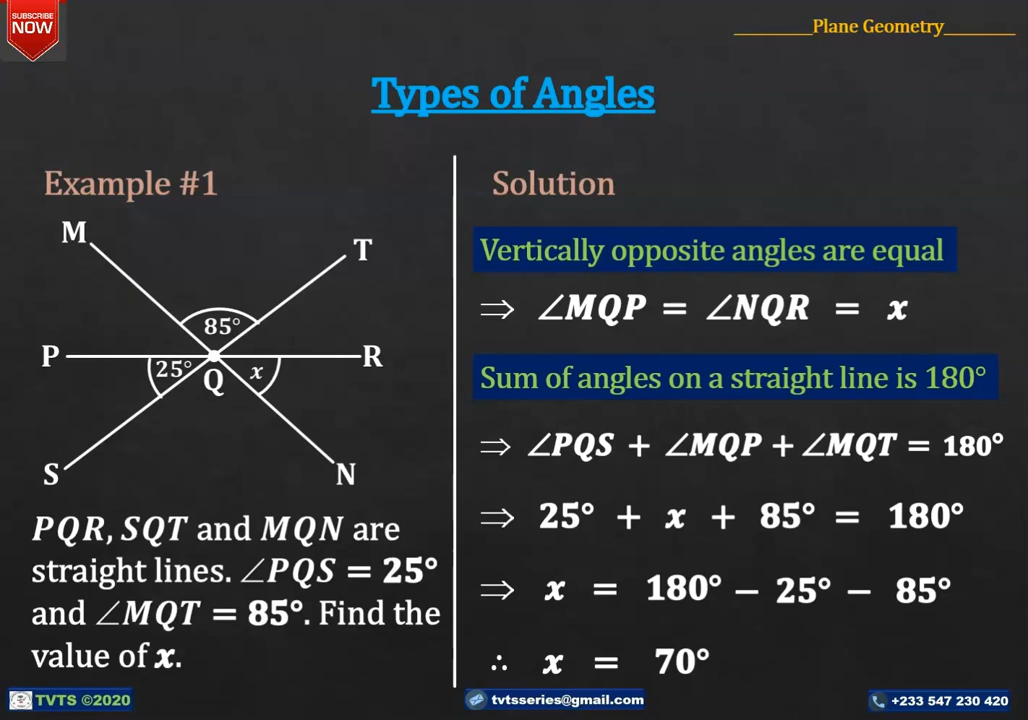 SUBSCRIBE
NOW
Plane Geometry
Types of Angles
Example #1
M
T
85°
P
25°
Q
x
R
S
N
PQR, SQT and MQN are
straight lines. ∠PQS = 25°
and ∠MQT = 85°. Find the
value of x.
Solution
Vertically opposite angles are equal
⇒ ∠MQP = ∠NQR = x
Sum of angles on a straight line is 180°
⇒ ∠PQS + ∠MQP + ∠MQT = 180°
⇒ 25° + x + 85° = 180°
⇒ x = 180° − 25° − 85°
∴ x = 70°
TVTS ©2020
tvtsseries@gmail.com
+233 547 230 420